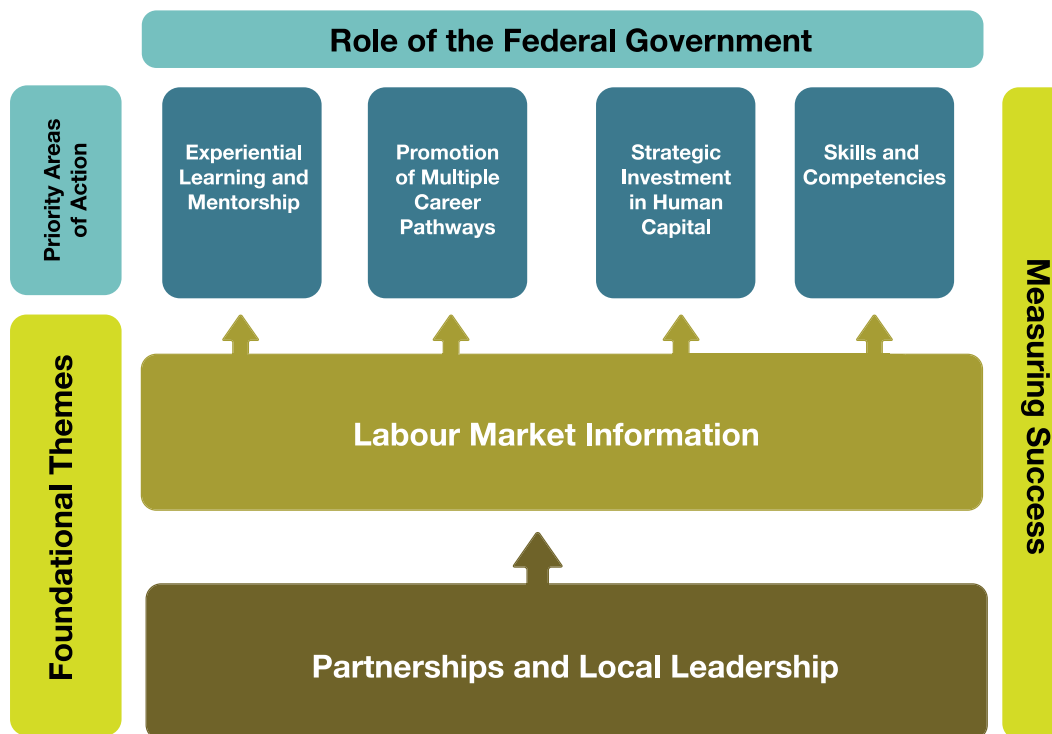 Role of the Federal Government
Priority Areas
of Action
Experiential
Learning and
Mentorship
Promotion
of Multiple
Career
Pathways
Strategic
Investment
in Human
Capital
Skills and
Competencies
Measuring Success
Foundational Themes
Labour Market Information
Partnerships and Local Leadership